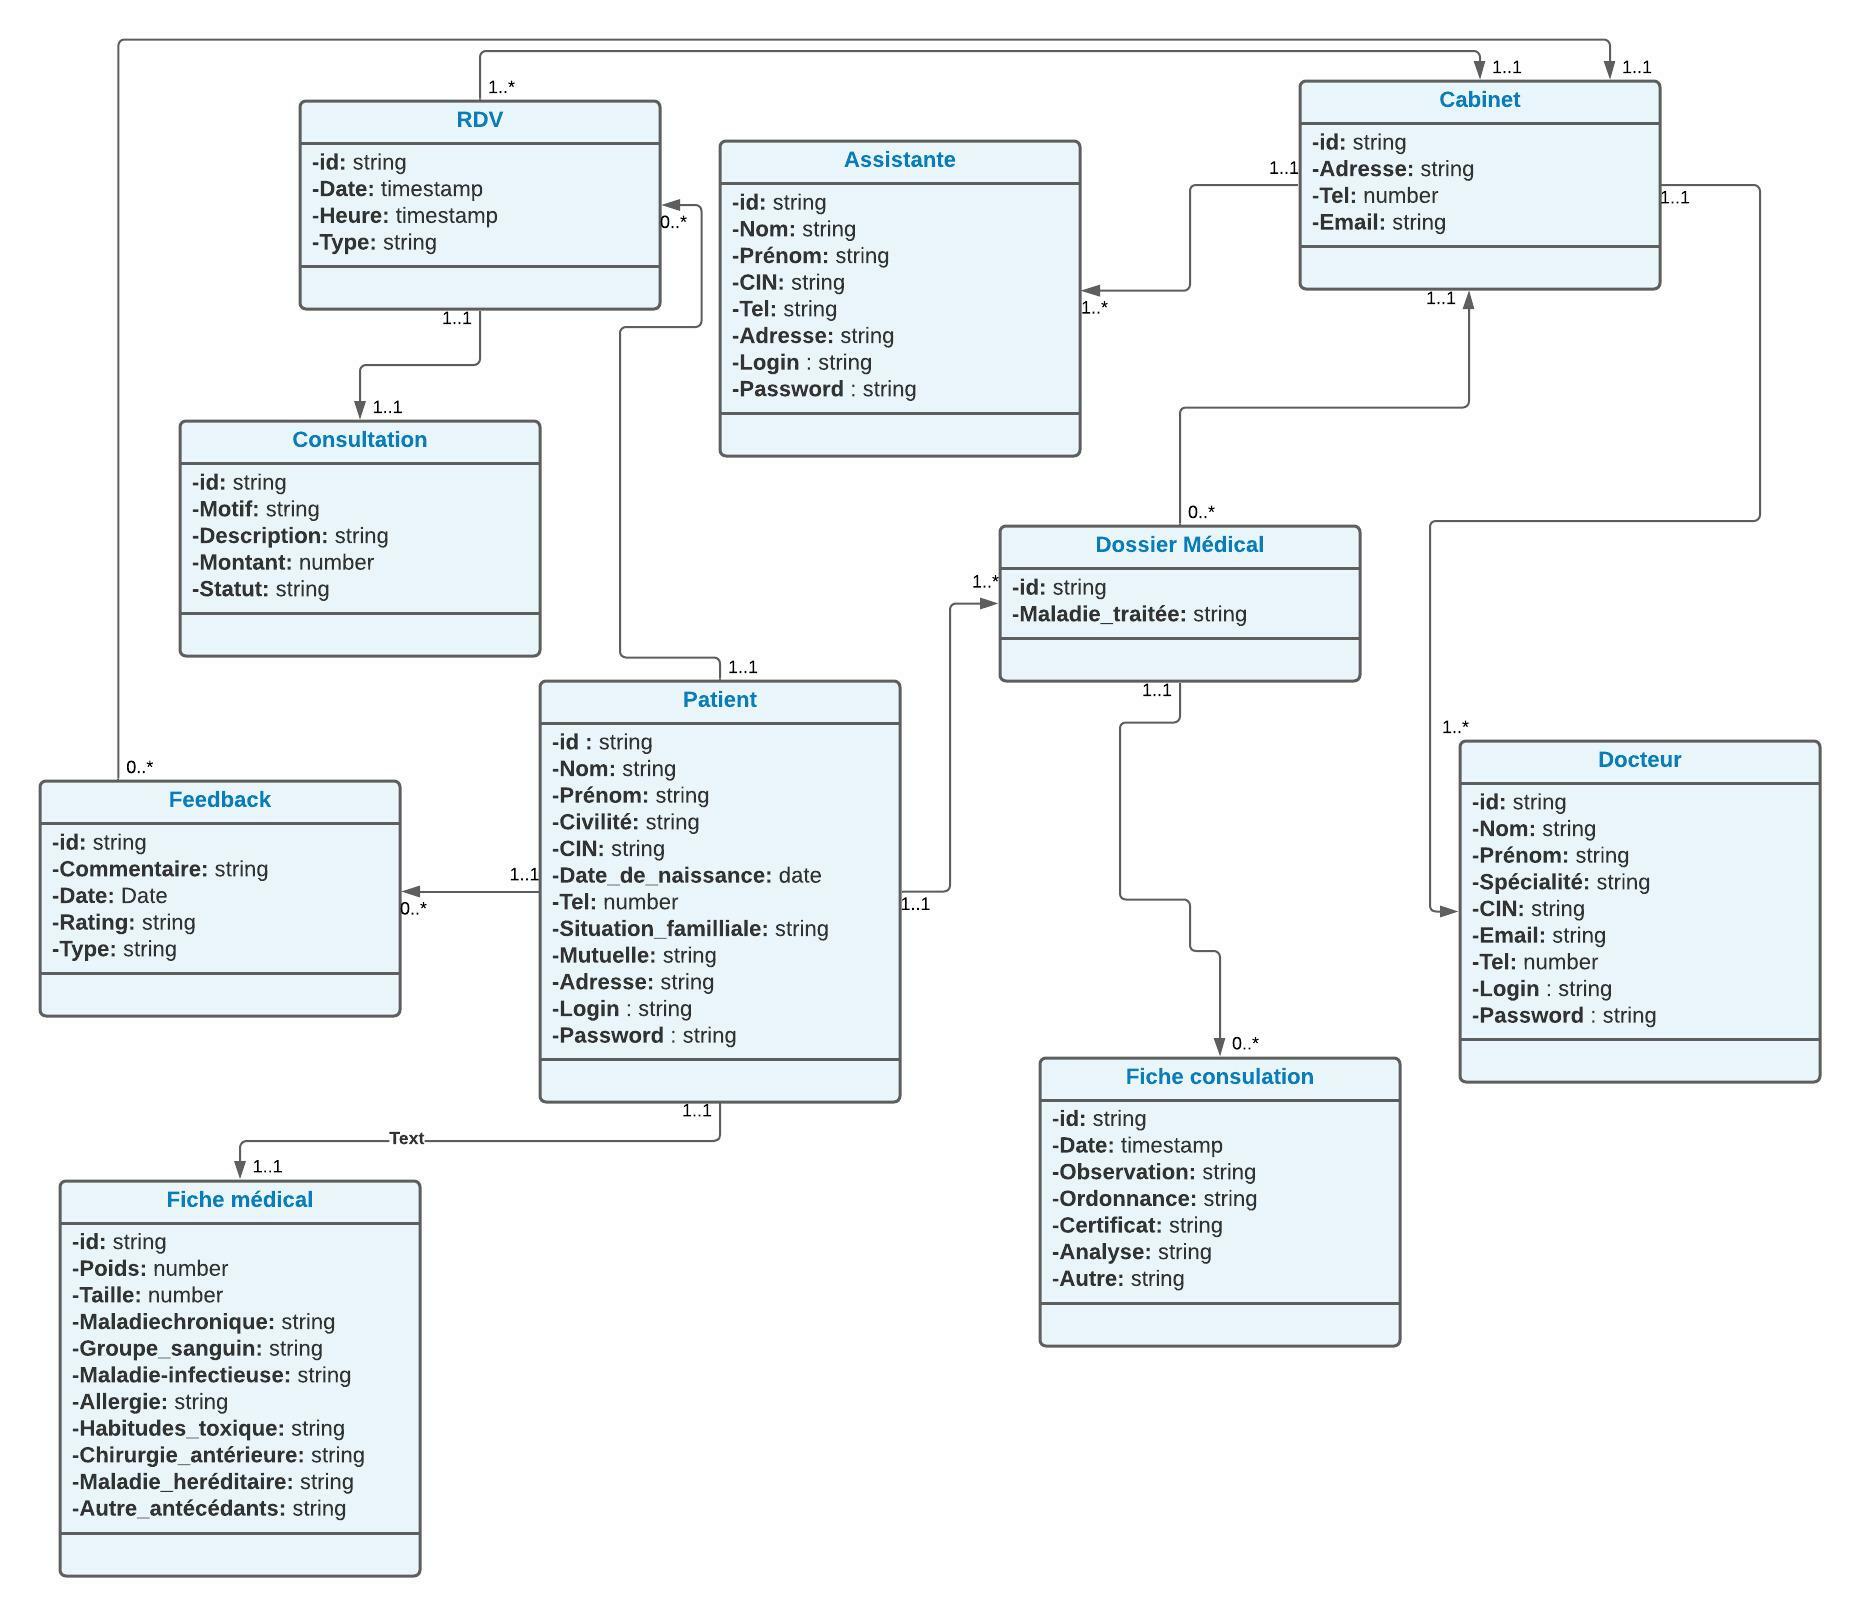 1..*
1..1
1..1
RDV
-id: string
-Date: timestamp
-Heure: timestamp
-Type: string
0..*
1..1
Assistante
-id: string
-Nom: string
-Prénom: string
-CIN: string
-Tel: string
-Adresse: string
-Login : string
-Password : string
1..*
Cabinet
-id: string
-Adresse: string
-Tel: number
-Email: string
1..1
1..1
1..1
1..1
Consultation
-id: string
-Motif: string
-Description: string
-Montant: number
-Statut: string
0..*
Dossier Médical
-id: string
-Maladie_traitée: string
1..*
1..1
1..1
Patient
-id : string
-Nom: string
-Prénom: string
-Civilité: string
-CIN: string
-Date_de_naissance: date
-Tel: number
-Situation_familliale: string
-Mutuelle: string
-Adresse: string
-Login : string
-Password : string
1..1
1..1
1..1
0..*
Feedback
-id: string
-Commentaire: string
-Date: Date
-Rating: string
-Type: string
0..*
1..*
Docteur
-id: string
-Nom: string
-Prénom: string
-Spécialité: string
-CIN: string
-Email: string
-Tel: number
-Login : string
-Password : string
0..*
Fiche consulation
-id: string
-Date: timestamp
-Observation: string
-Ordonnance: string
-Certificat: string
-Analyse: string
-Autre: string
Text
1..1
Fiche médical
-id: string
-Poids: number
-Taille: number
-Maladiechronique: string
-Groupe_sanguin: string
-Maladie-infectieuse: string
-Allergie: string
-Habitudes_toxique: string
-Chirurgie_antérieure: string
-Maladie_heréditaire: string
-Autre_antécédants: string